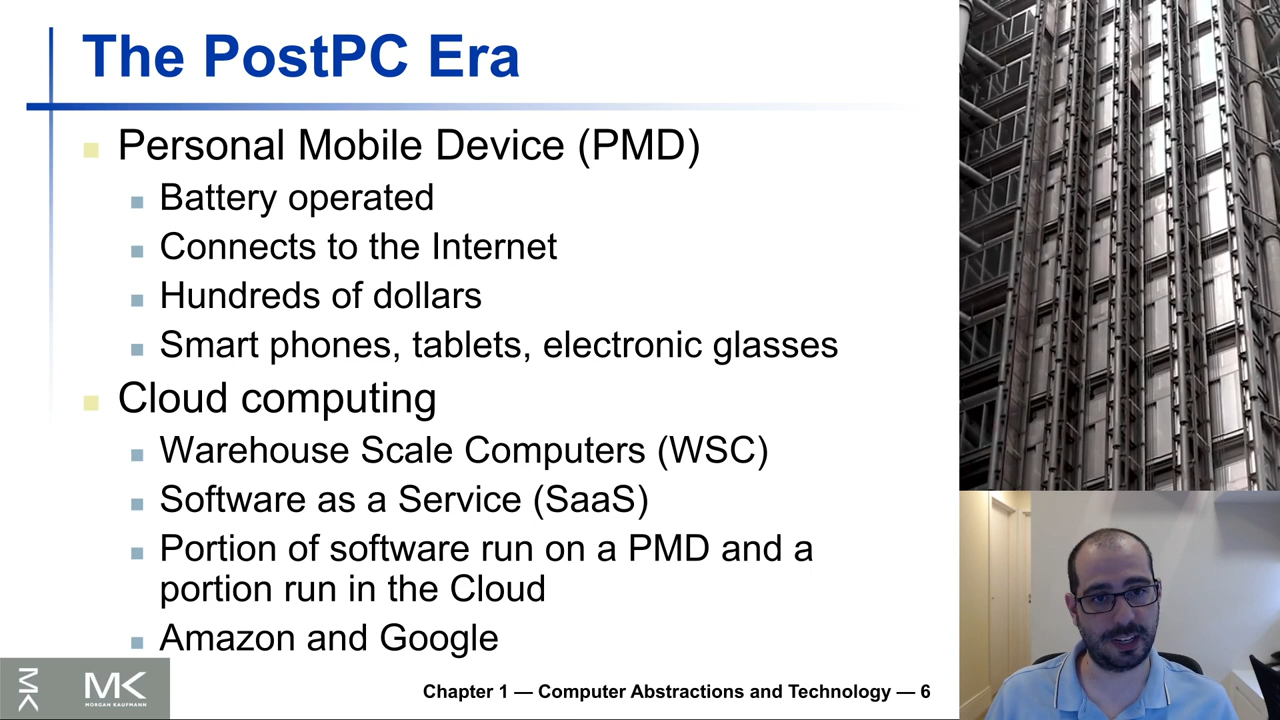 The PostPC Era
Personal Mobile Device (PMD)
Battery operated
Connects to the Internet
Hundreds of dollars
Smart phones, tablets, electronic glasses
Cloud computing
Warehouse Scale Computers (WSC)
Software as a Service (SaaS)
Portion of software run on a PMD and a
portion run in the Cloud
Amazon and Google
MK
MK
MORGAN KAUFMANN
Chapter 1 — Computer Abstractions and Technology — 6